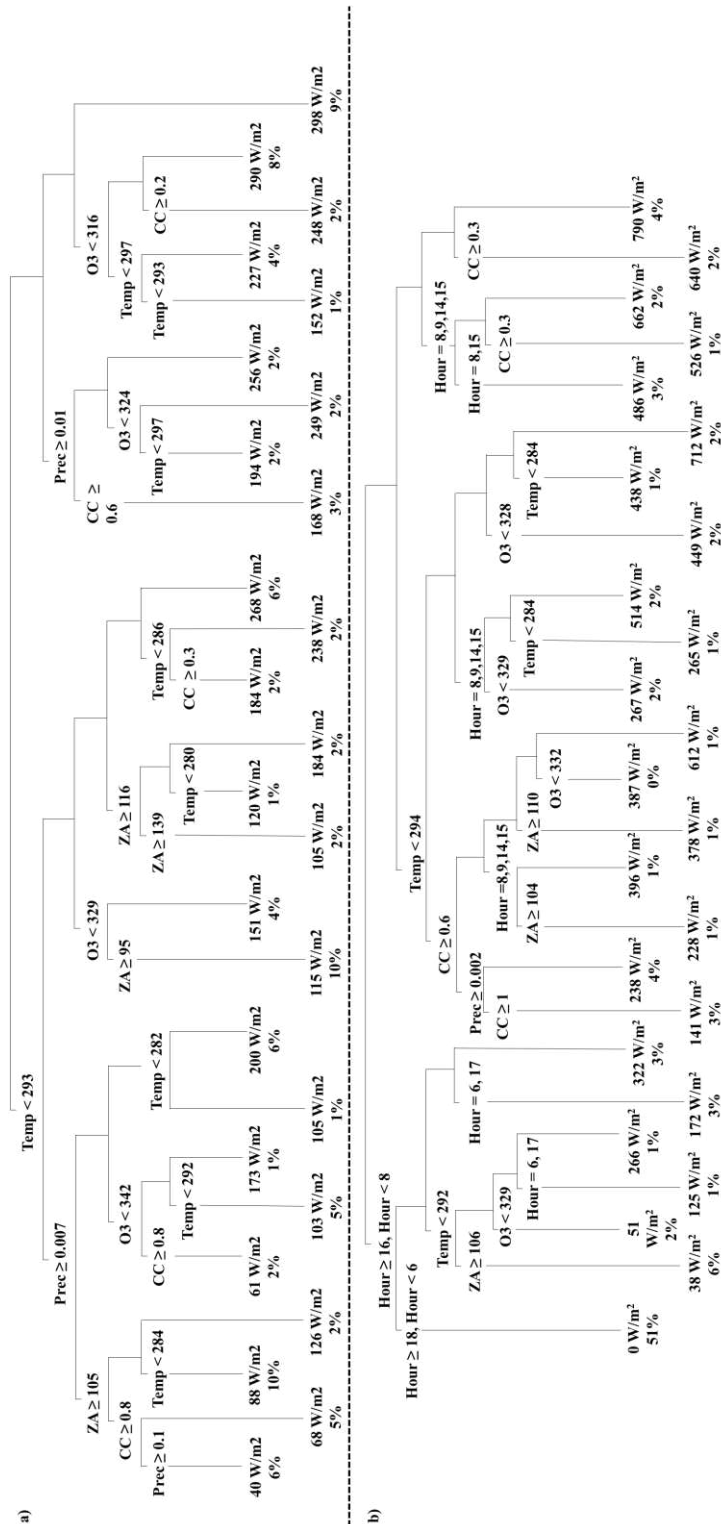 a)
Temp < 293
Prec ≥ 0.007
Prec ≥ 0.01
ZA ≥ 105
O3 < 329
CC ≥
0.6
O3 < 316
CC ≥ 0.8
O3 < 342
ZA ≥ 95
ZA ≥ 116
O3 < 324
Temp < 297
Prec ≥ 0.1
Temp < 284
CC ≥ 0.8
Temp < 282
ZA ≥ 139
Temp < 286
Temp < 297
Temp < 293
CC ≥ 0.2
Temp < 292
Temp < 280
CC ≥ 0.3
40 W/m2
6%
88 W/m2
10%
61 W/m2
2%
173 W/m2
1%
200 W/m2
6%
151 W/m2
4%
120 W/m2
1%
184 W/m2
2%
268 W/m2
6%
194 W/m2
2%
256 W/m2
2%
227 W/m2
4%
290 W/m2
8%
68 W/m2
5%
126 W/m2
2%
103 W/m2
5%
105 W/m2
1%
115 W/m2
10%
105 W/m2
2%
184 W/m2
2%
238 W/m2
2%
168 W/m2
3%
249 W/m2
2%
152 W/m2
1%
248 W/m2
2%
298 W/m2
9%
b)
Hour ≥ 16, Hour < 8
Temp < 294
Hour ≥ 18, Hour < 6
CC ≥ 0.6
Hour = 8,9,14,15
Temp < 292
Prec ≥ 0.002
Hour = 8,9,14,15
Hour = 8,15
CC ≥ 0.3
ZA ≥ 106
Hour = 6, 17
CC ≥ 1
Hour =8,9,14,15
O3 < 329
O3 < 328
CC ≥ 0.3
O3 < 329
ZA ≥ 104
ZA ≥ 110
Temp < 284
Temp < 284
Hour = 6, 17
O3 < 332
0 W/m²
51%
51
W/m²
2%
266 W/m²
1%
322 W/m²
3%
238 W/m²
4%
396 W/m²
1%
387 W/m²
0%
267 W/m²
2%
514 W/m²
2%
438 W/m²
1%
486 W/m²
3%
662 W/m²
2%
790 W/m²
4%
38 W/m²
6%
125 W/m²
1%
172 W/m²
3%
141 W/m²
3%
228 W/m²
1%
378 W/m²
1%
612 W/m²
1%
265 W/m²
1%
449 W/m²
2%
712 W/m²
2%
526 W/m²
1%
640 W/m²
2%